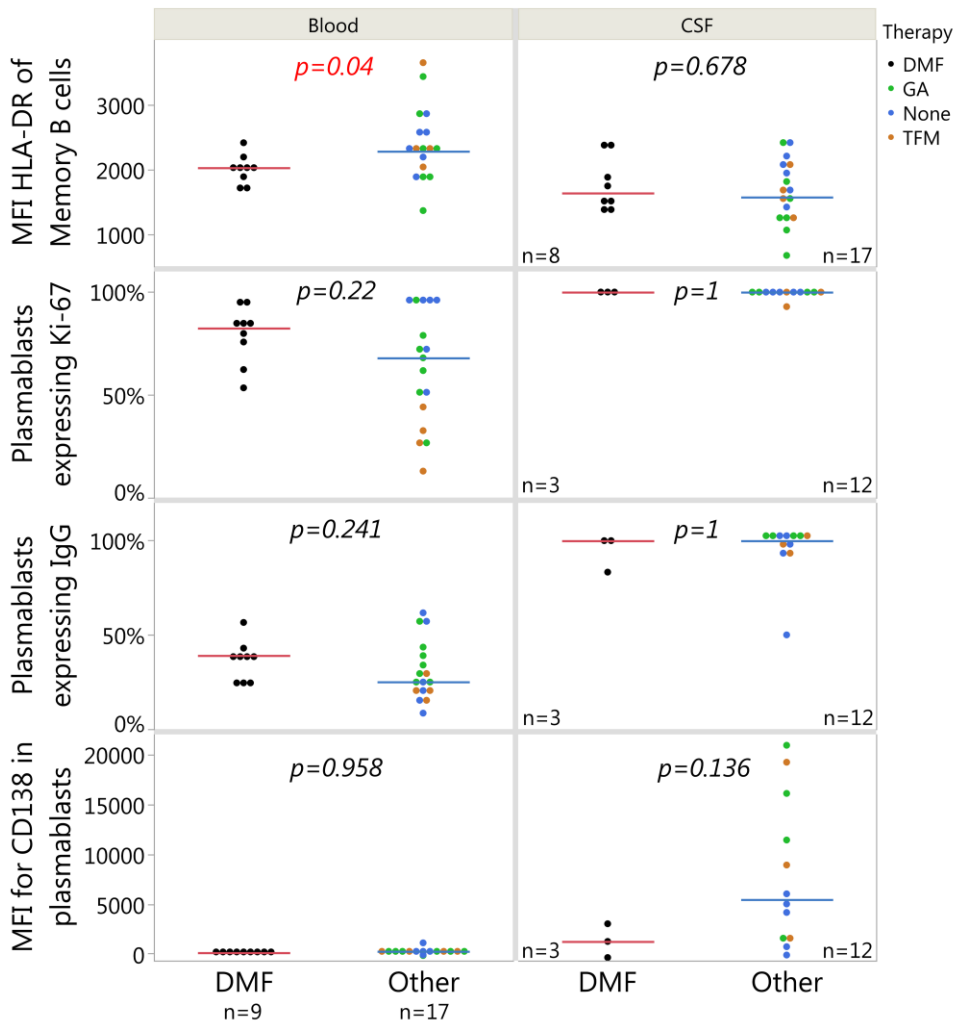 Blood
CSF
Therapy
DMF
GA
None
TFM
MFI HLA-DR of
Memory B cells
3000
2000
1000
p=0.04
p=0.678
n=8
n=17
Plasmablasts
expressing Ki-67
100%
50%
0%
p=0.22
p=1
n=3
n=12
Plasmablasts
expressing IgG
100%
50%
0%
p=0.241
p=1
n=3
n=12
MFI for CD138 in
plasmablasts
20000
15000
10000
5000
0
p=0.958
p=0.136
n=3
n=12
DMF
Other
DMF
Other
n=9
n=17